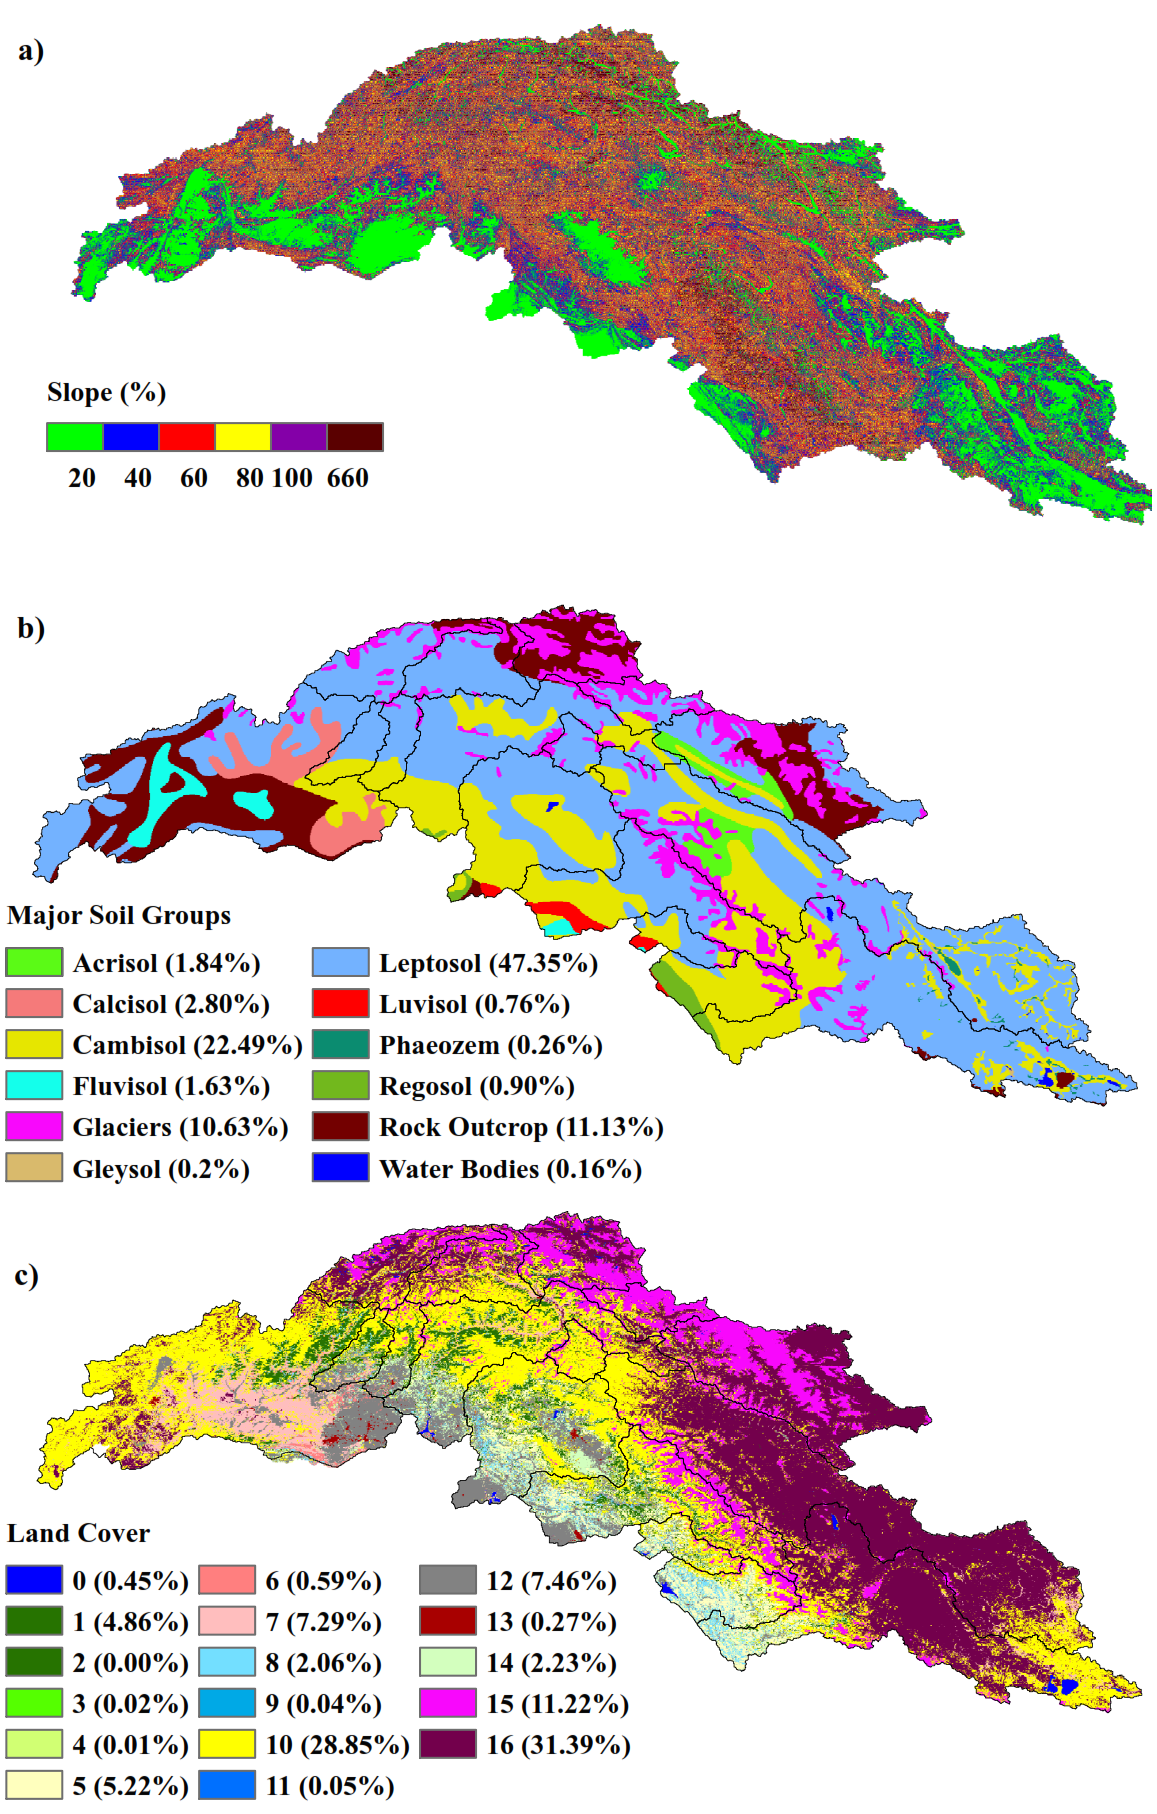 a)
Slope (%)
20 40 60 80 100 660
b)
Major Soil Groups
Acrisol (1.84%) Leptosol (47.35%)
Calcisol (2.80%) Luvisol (0.76%)
Cambisol (22.49%) Phaeozem (0.26%)
Fluvisol (1.63%) Regosol (0.90%)
Glaciers (10.63%) Rock Outcrop (11.13%)
Gleysol (0.2%) Water Bodies (0.16%)
c)
Land Cover
0 (0.45%) 6 (0.59%) 12 (7.46%)
1 (4.86%) 7 (7.29%) 13 (0.27%)
2 (0.00%) 8 (2.06%) 14 (2.23%)
3 (0.02%) 9 (0.04%) 15 (11.22%)
4 (0.01%) 10 (28.85%) 16 (31.39%)
5 (5.22%) 11 (0.05%)